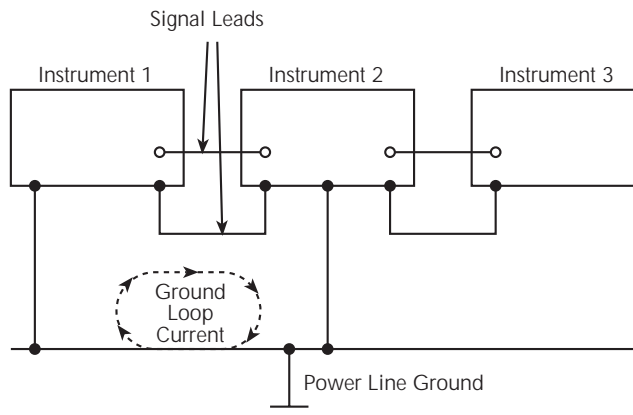 Signal Leads
Instrument 1
Instrument 2
Instrument 3
Ground
Loop
Current
Power Line Ground